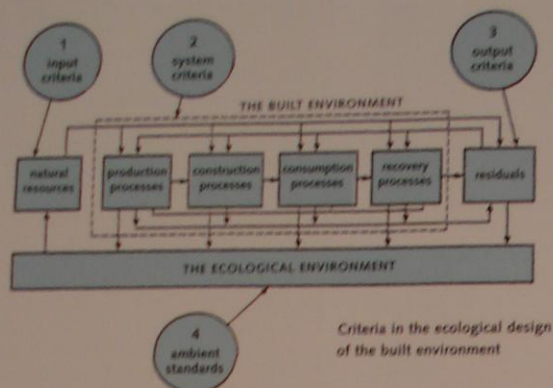 1
input
criteria
2
system
criteria
3
output
criteria
THE BUILT ENVIRONMENT
natural
resources
production
processes
construction
processes
consumption
processes
recovery
processes
residuals
THE ECOLOGICAL ENVIRONMENT
4
ambient
standards
Criteria in the ecological design
of the built environment